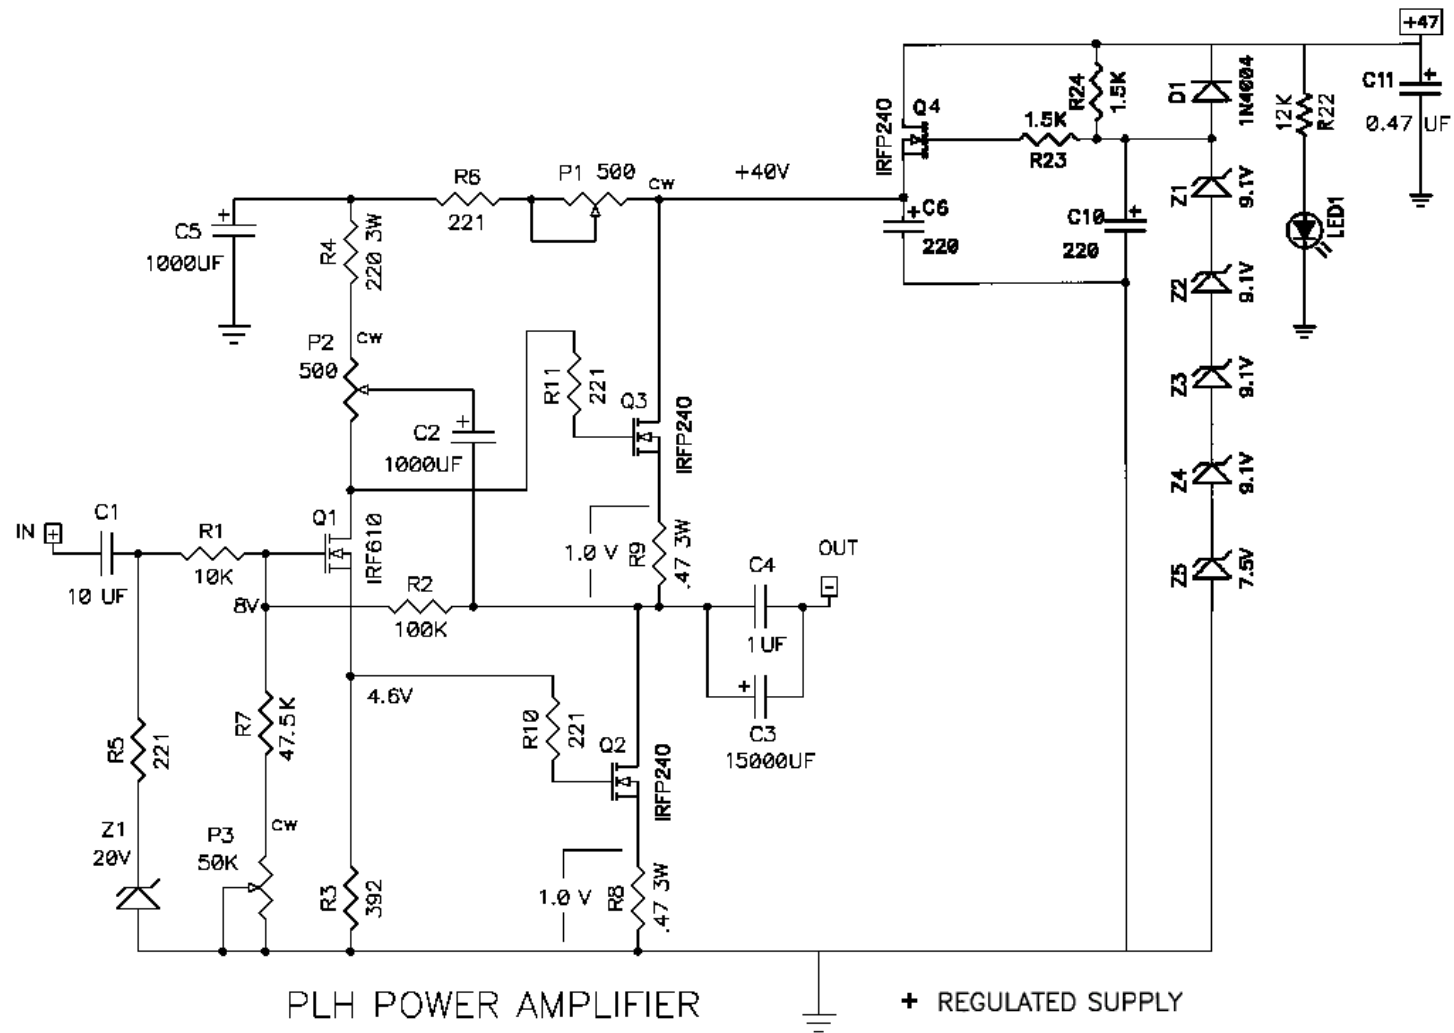 +47
R24
1.5K
D1
1N4004
12K
R22
C11 +
0.47 UF
IRFP240
Q4
1.5K
R23
R6
221
P1 500
cw
+40V
+ C6
220
C10 +
220
Z1
9.1V
LED1
+
C5
1000UF
R4
220 3W
P2
500
cw
R11
221
Q3
IRFP240
Z2
9.1V
Z3
9.1V
+
C2
1000UF
Z4
9.1V
IN +
C1
10 UF
R1
10K
Q1
IRF610
1.0 V
R9
.47 3W
OUT
-
C4
1UF
Z5
7.5V
8V
R2
100K
4.6V
R5
221
R7
47.5K
R10
221
Q2
IRFP240
+
C3
15000UF
Z1
20V
P3
50K
cw
R3
392
1.0 V
R8
.47 3W
PLH POWER AMPLIFIER
+ REGULATED SUPPLY